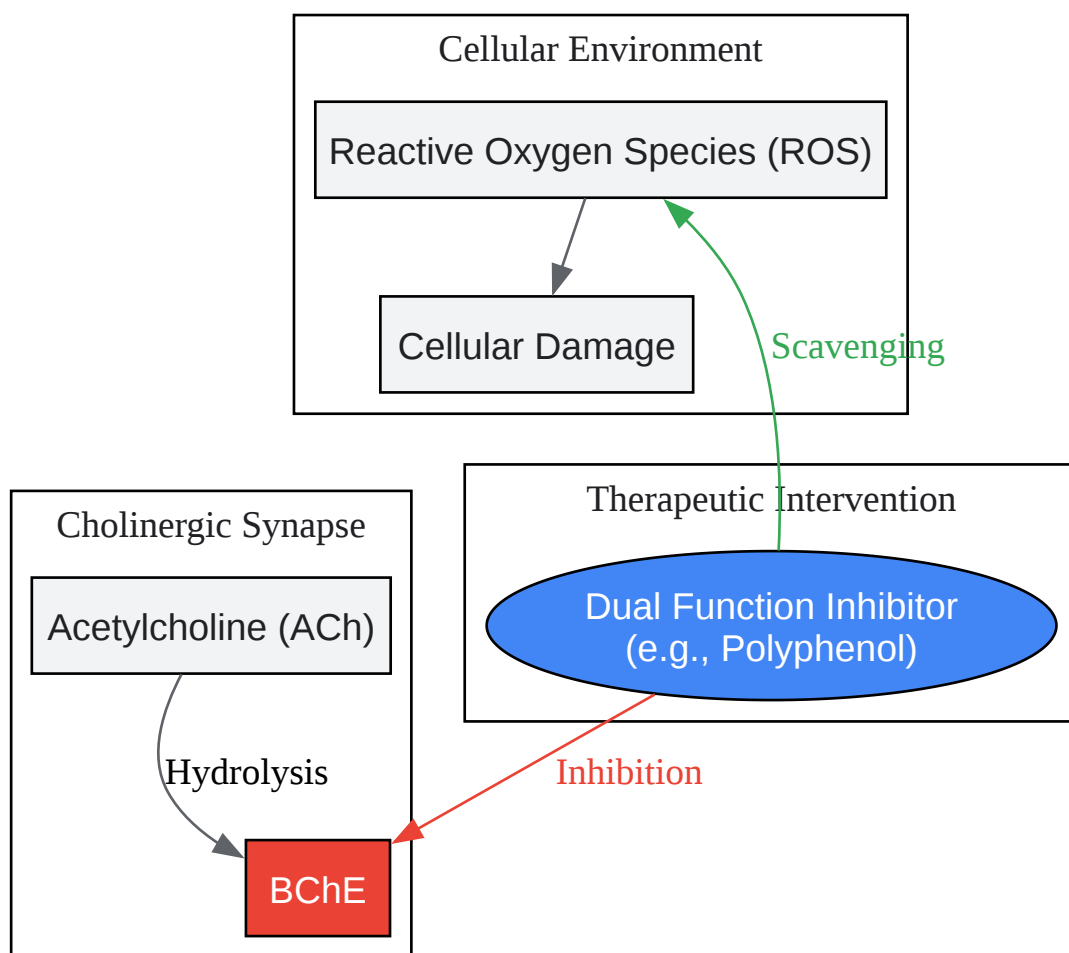 Cellular Environment
Reactive Oxygen Species (ROS)
Cellular Damage
Scavenging
Therapeutic Intervention
Dual Function Inhibitor
(e.g., Polyphenol)
Cholinergic Synapse
Acetylcholine (ACh)
Hydrolysis
Inhibition
BChE